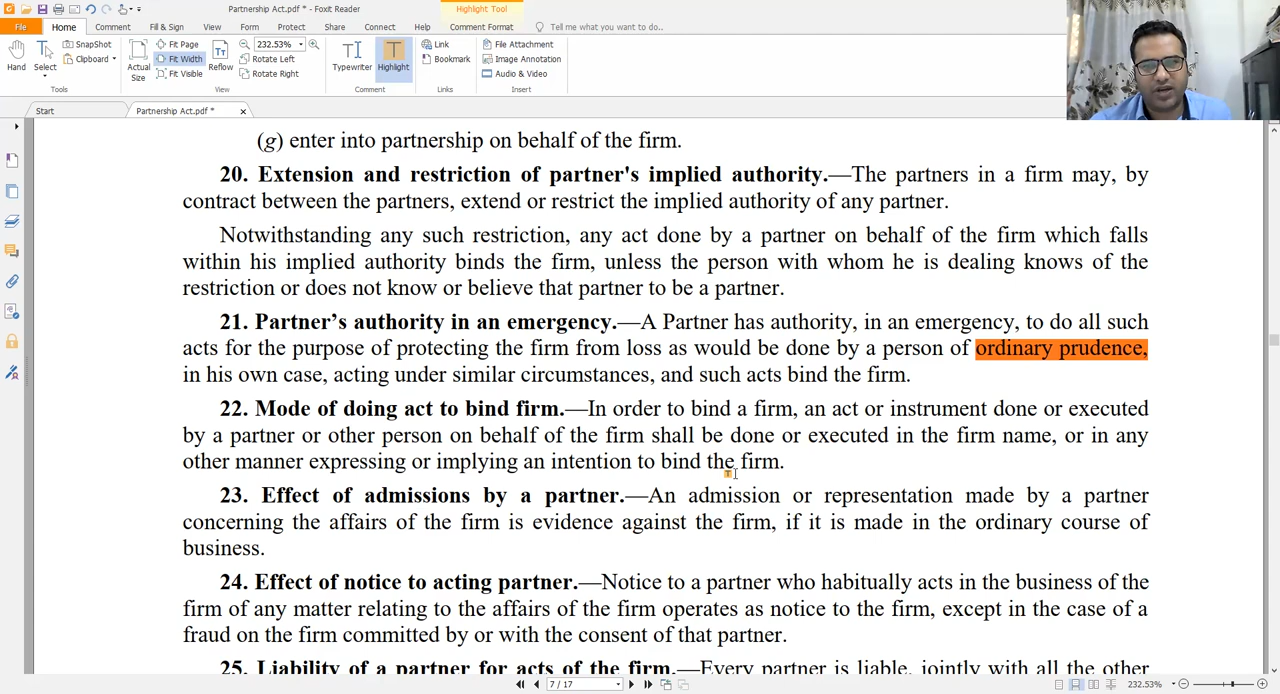 Partnership Act.pdf * - Foxit Reader
Highlight Tool
File Home Comment Fill & Sign View Form Protect Share Connect Help Comment Format Tell me what you want to do..
Hand
Select
SnapShot
Clipboard
Tools
Actual Size
Fit Page
Fit Width
Fit Visible
Reflow
232.53%
Rotate Left
Rotate Right
View
Typewriter
Highlight
Comment
Link
Bookmark
Links
File Attachment
Image Annotation
Audio & Video
Insert
Start
Partnership Act.pdf *
(g) enter into partnership on behalf of the firm.
20. Extension and restriction of partner's implied authority.—The partners in a firm may, by
contract between the partners, extend or restrict the implied authority of any partner.
Notwithstanding any such restriction, any act done by a partner on behalf of the firm which falls
within his implied authority binds the firm, unless the person with whom he is dealing knows of the
restriction or does not know or believe that partner to be a partner.
21. Partner’s authority in an emergency.—A Partner has authority, in an emergency, to do all such
acts for the purpose of protecting the firm from loss as would be done by a person of ordinary prudence,
in his own case, acting under similar circumstances, and such acts bind the firm.
22. Mode of doing act to bind firm.—In order to bind a firm, an act or instrument done or executed
by a partner or other person on behalf of the firm shall be done or executed in the firm name, or in any
other manner expressing or implying an intention to bind the firm.
23. Effect of admissions by a partner.—An admission or representation made by a partner
concerning the affairs of the firm is evidence against the firm, if it is made in the ordinary course of
business.
24. Effect of notice to acting partner.—Notice to a partner who habitually acts in the business of the
firm of any matter relating to the affairs of the firm operates as notice to the firm, except in the case of a
fraud on the firm committed by or with the consent of that partner.
25. Liability of a partner for acts of the firm.—Every partner is liable, jointly with all the other
7 / 17
232.53%